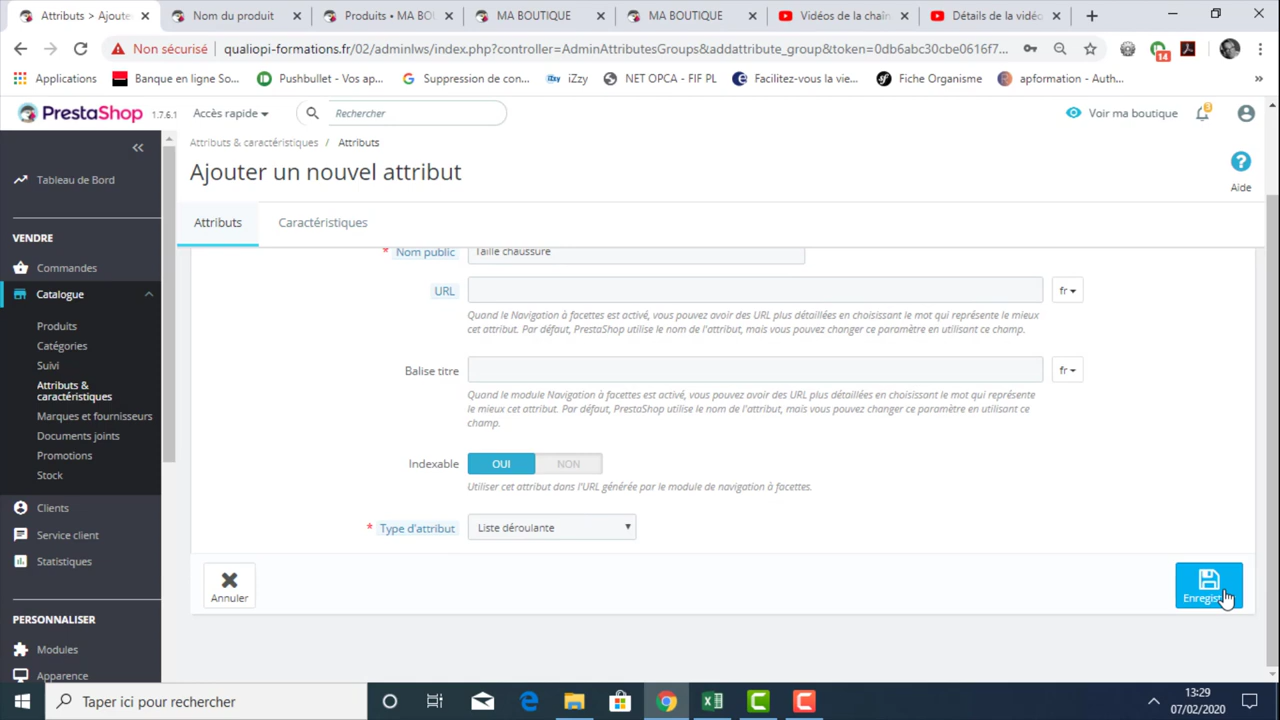 Attributs > Ajoute
Nom du produit
Produits • MA BO
MA BOUTIQUE
MA BOUTIQUE
Vidéos de la chaîn
Détails de la vidéo
Non sécurisé
qualiopi-formations.fr/02/adminlws/index.php?controller=AdminAttributesGroups&addattribute_group&token=0db6abc30cbe0616f7...
14
Applications
Banque en ligne So...
Pushbullet - Vos ap...
Suppression de con...
iZzy
NET OPCA - FIF PL
Facilitez-vous la vie...
Fiche Organisme
apformation - Auth...
»
PrestaShop
1.7.6.1
Accès rapide
Rechercher
Voir ma boutique
3
Attributs & caractéristiques / Attributs
Ajouter un nouvel attribut
Aide
Attributs
Caractéristiques
Tableau de Bord
VENDRE
Commandes
Catalogue
Produits
Catégories
Suivi
Attributs &
caractéristiques
Marques et fournisseurs
Documents joints
Promotions
Stock
Clients
Service client
Statistiques
PERSONNALISER
Modules
Apparence
* Nom public
Taille chaussure
URL
fr
Quand le Navigation à facettes est activé, vous pouvez avoir des URL plus détaillées en choisissant le mot qui représente le mieux
cet attribut. Par défaut, PrestaShop utilise le nom de l'attribut, mais vous pouvez changer ce paramètre en utilisant ce champ.
Balise titre
fr
Quand le module Navigation à facettes est activé, vous pouvez avoir des URL plus détaillées en choisissant le mot qui représente
le mieux cet attribut. Par défaut, PrestaShop utilise le nom de l'attribut, mais vous pouvez changer ce paramètre en utilisant ce
champ.
Indexable
OUI
NON
Utiliser cet attribut dans l'URL générée par le module de navigation à facettes.
* Type d'attribut
Liste déroulante
Annuler
Enregist
Taper ici pour rechercher
13:29
07/02/2020